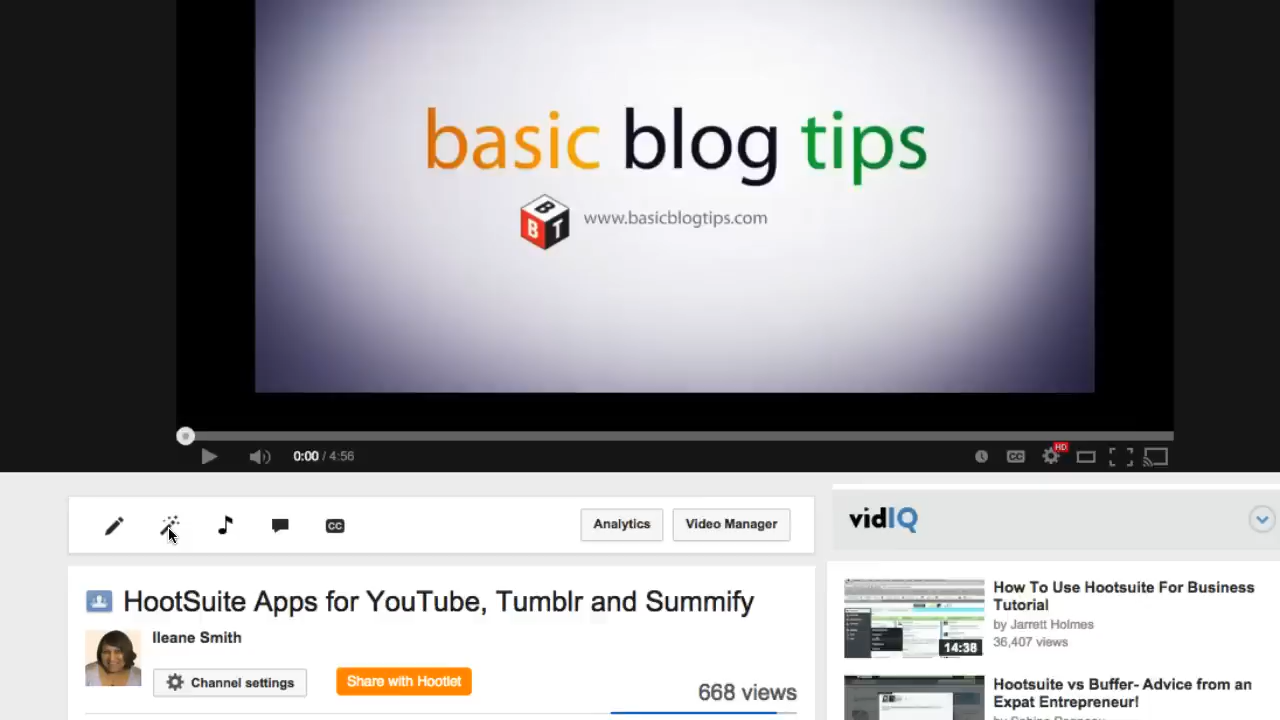 basic blog tips
B
B T
www.basicblogtips.com
0:00 / 4:56
CC
HD
CC
Analytics
Video Manager
vidIQ
HootSuite Apps for YouTube, Tumblr and Summify
Ileane Smith
Channel settings
Share with Hootlet
668 views
How To Use Hootsuite For Business
Tutorial
by Jarrett Holmes
36,407 views
14:38
Hootsuite vs Buffer- Advice from an
Expat Entrepreneur!